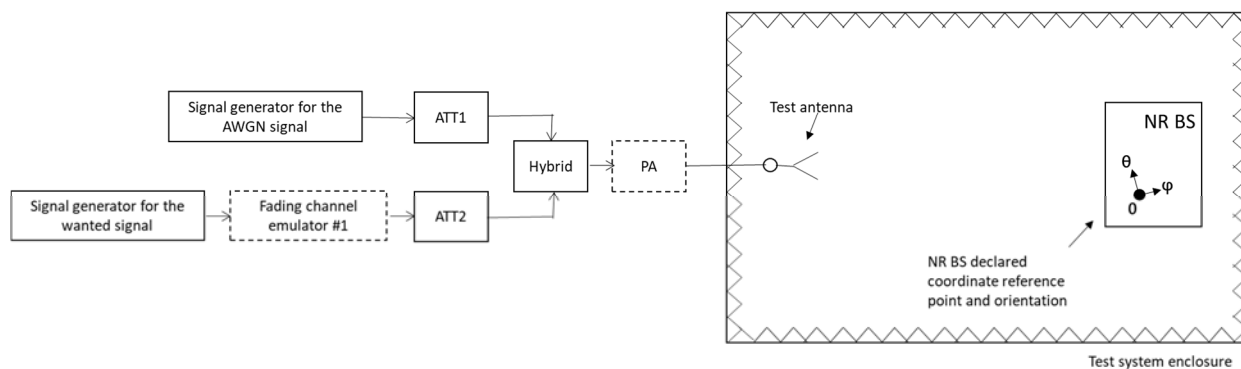 Signal generator for the
AWGN signal
ATT1
Hybrid
PA
Test antenna
NR BS
θ
φ
0
Signal generator for the
wanted signal
Fading channel
emulator #1
ATT2
NR BS declared
coordinate reference
point and orientation
Test system enclosure